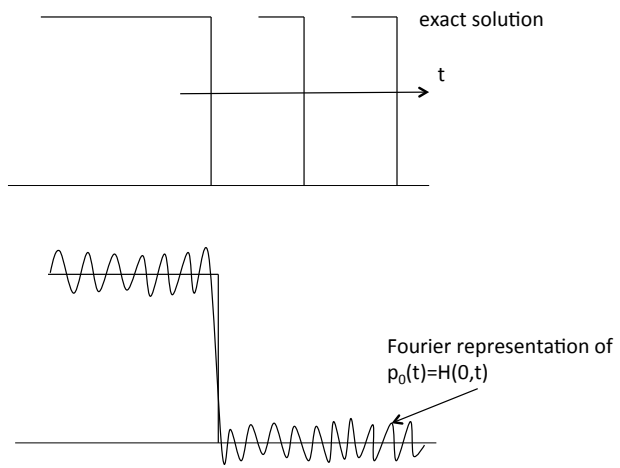 exact solution
t
Fourier representation of
p₀(t)=H(0,t)